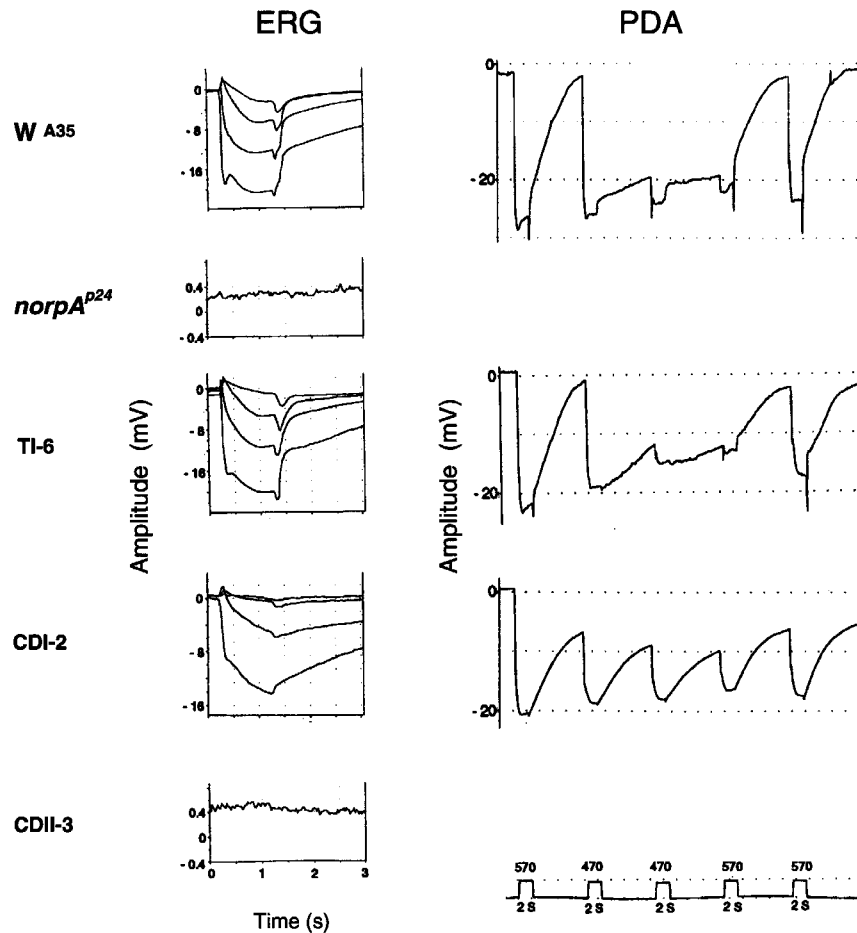 ERG PDA
W A35
0
- 8
- 16
0
- 20
norpA^p24
0.4
0
- 0.4
TI-6
0
- 8
- 16
0
- 20
Amplitude (mV)
Amplitude (mV)
CDI-2
0
- 8
- 16
0
- 20
CDII-3
0.4
0
- 0.4
0 1 2 3
Time (s)
570 470 470 570 570
2 S 2 S 2 S 2 S 2 S